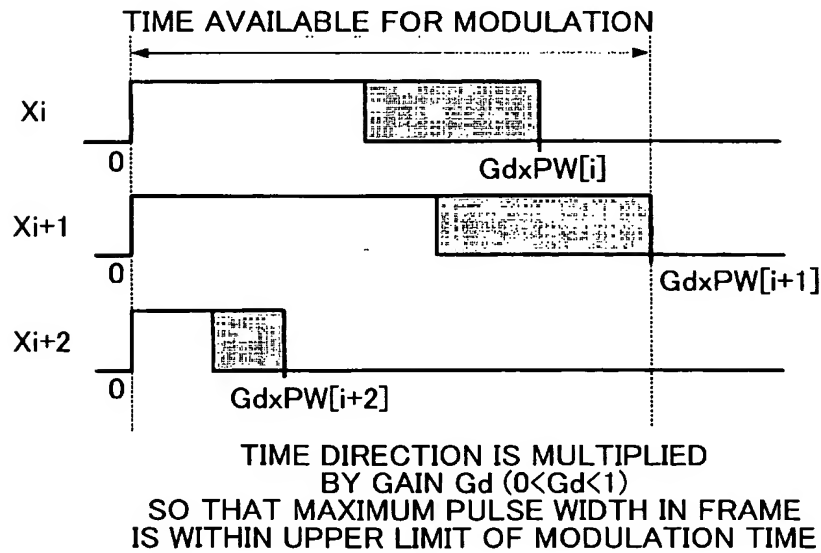 TIME AVAILABLE FOR MODULATION
Xi
0
GdxPW[i]
Xi+1
0
GdxPW[i+1]
Xi+2
0
GdxPW[i+2]
TIME DIRECTION IS MULTIPLIED
BY GAIN Gd (0<Gd<1)
SO THAT MAXIMUM PULSE WIDTH IN FRAME
IS WITHIN UPPER LIMIT OF MODULATION TIME